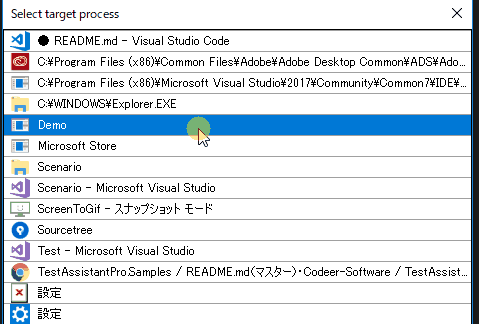 Select target process
● README.md - Visual Studio Code
C:¥Program Files (x86)¥Common Files¥Adobe¥Adobe Desktop Common¥ADS¥Ado...
C:¥Program Files (x86)¥Microsoft Visual Studio¥2017¥Community¥Common7¥IDE¥...
C:¥WINDOWS¥Explorer.EXE
Demo
Microsoft Store
Scenario
Scenario - Microsoft Visual Studio
ScreenToGif - スナップショット モード
Sourcetree
Test - Microsoft Visual Studio
TestAssistantPro.Samples / README.md(マスター)・Codeer-Software / TestAssist...
設定
設定